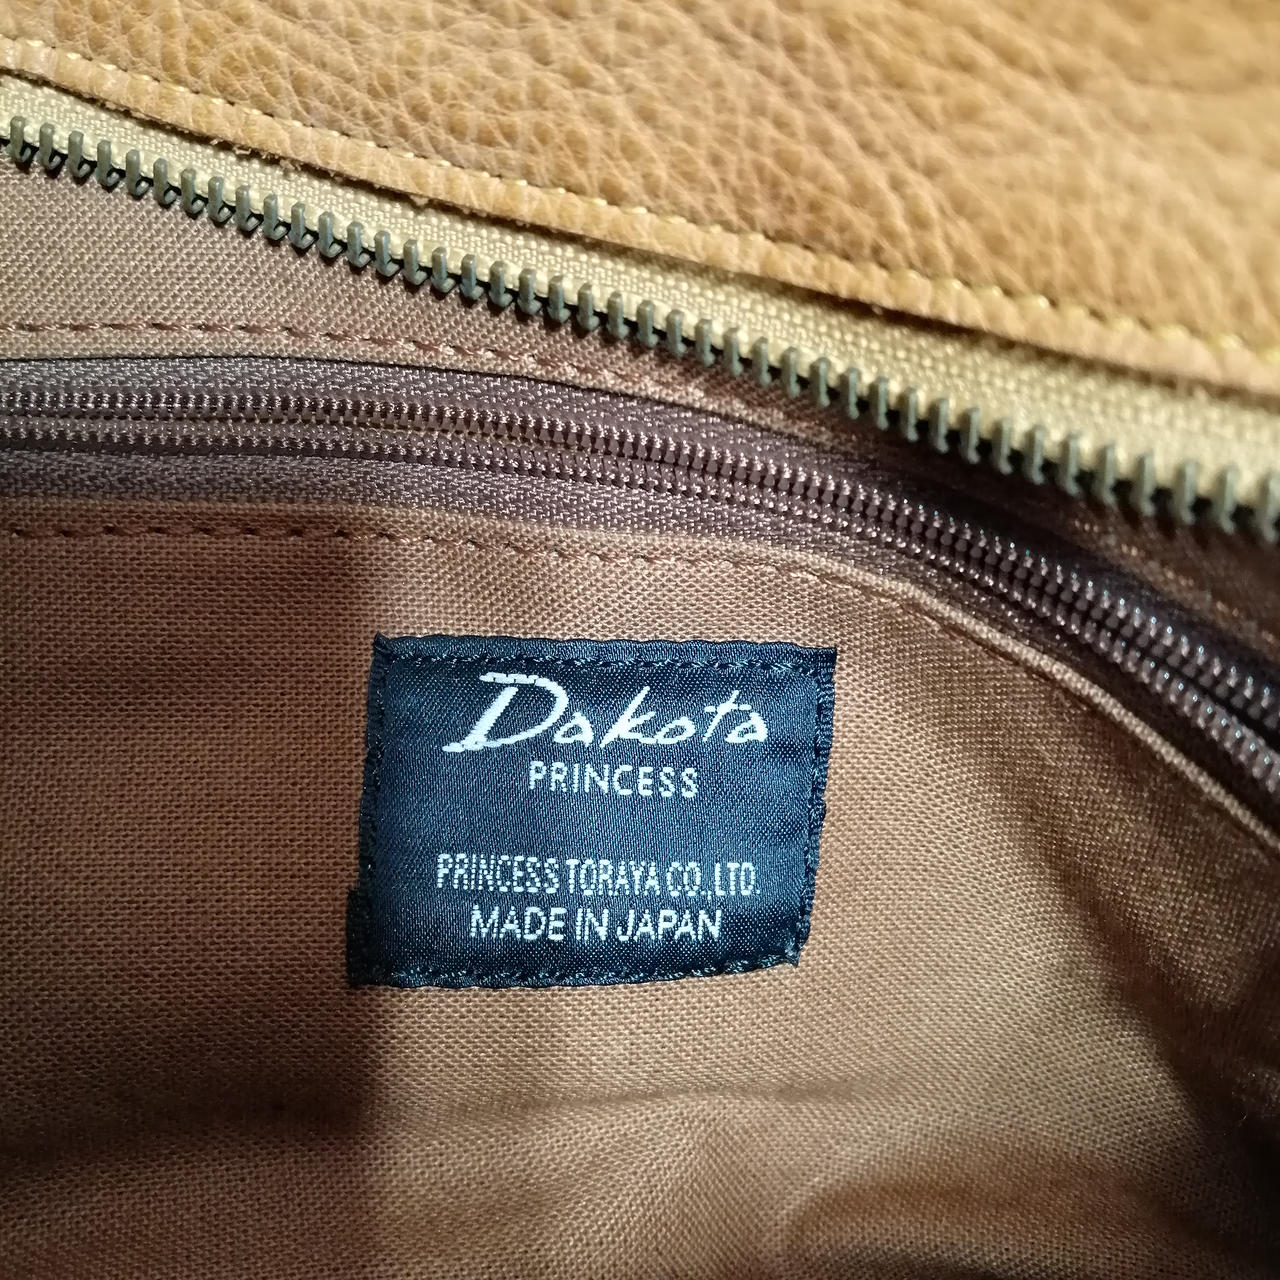 Dakota
PRINCESS
PRINCESS TORAYA CO.,LTD.
MADE IN JAPAN